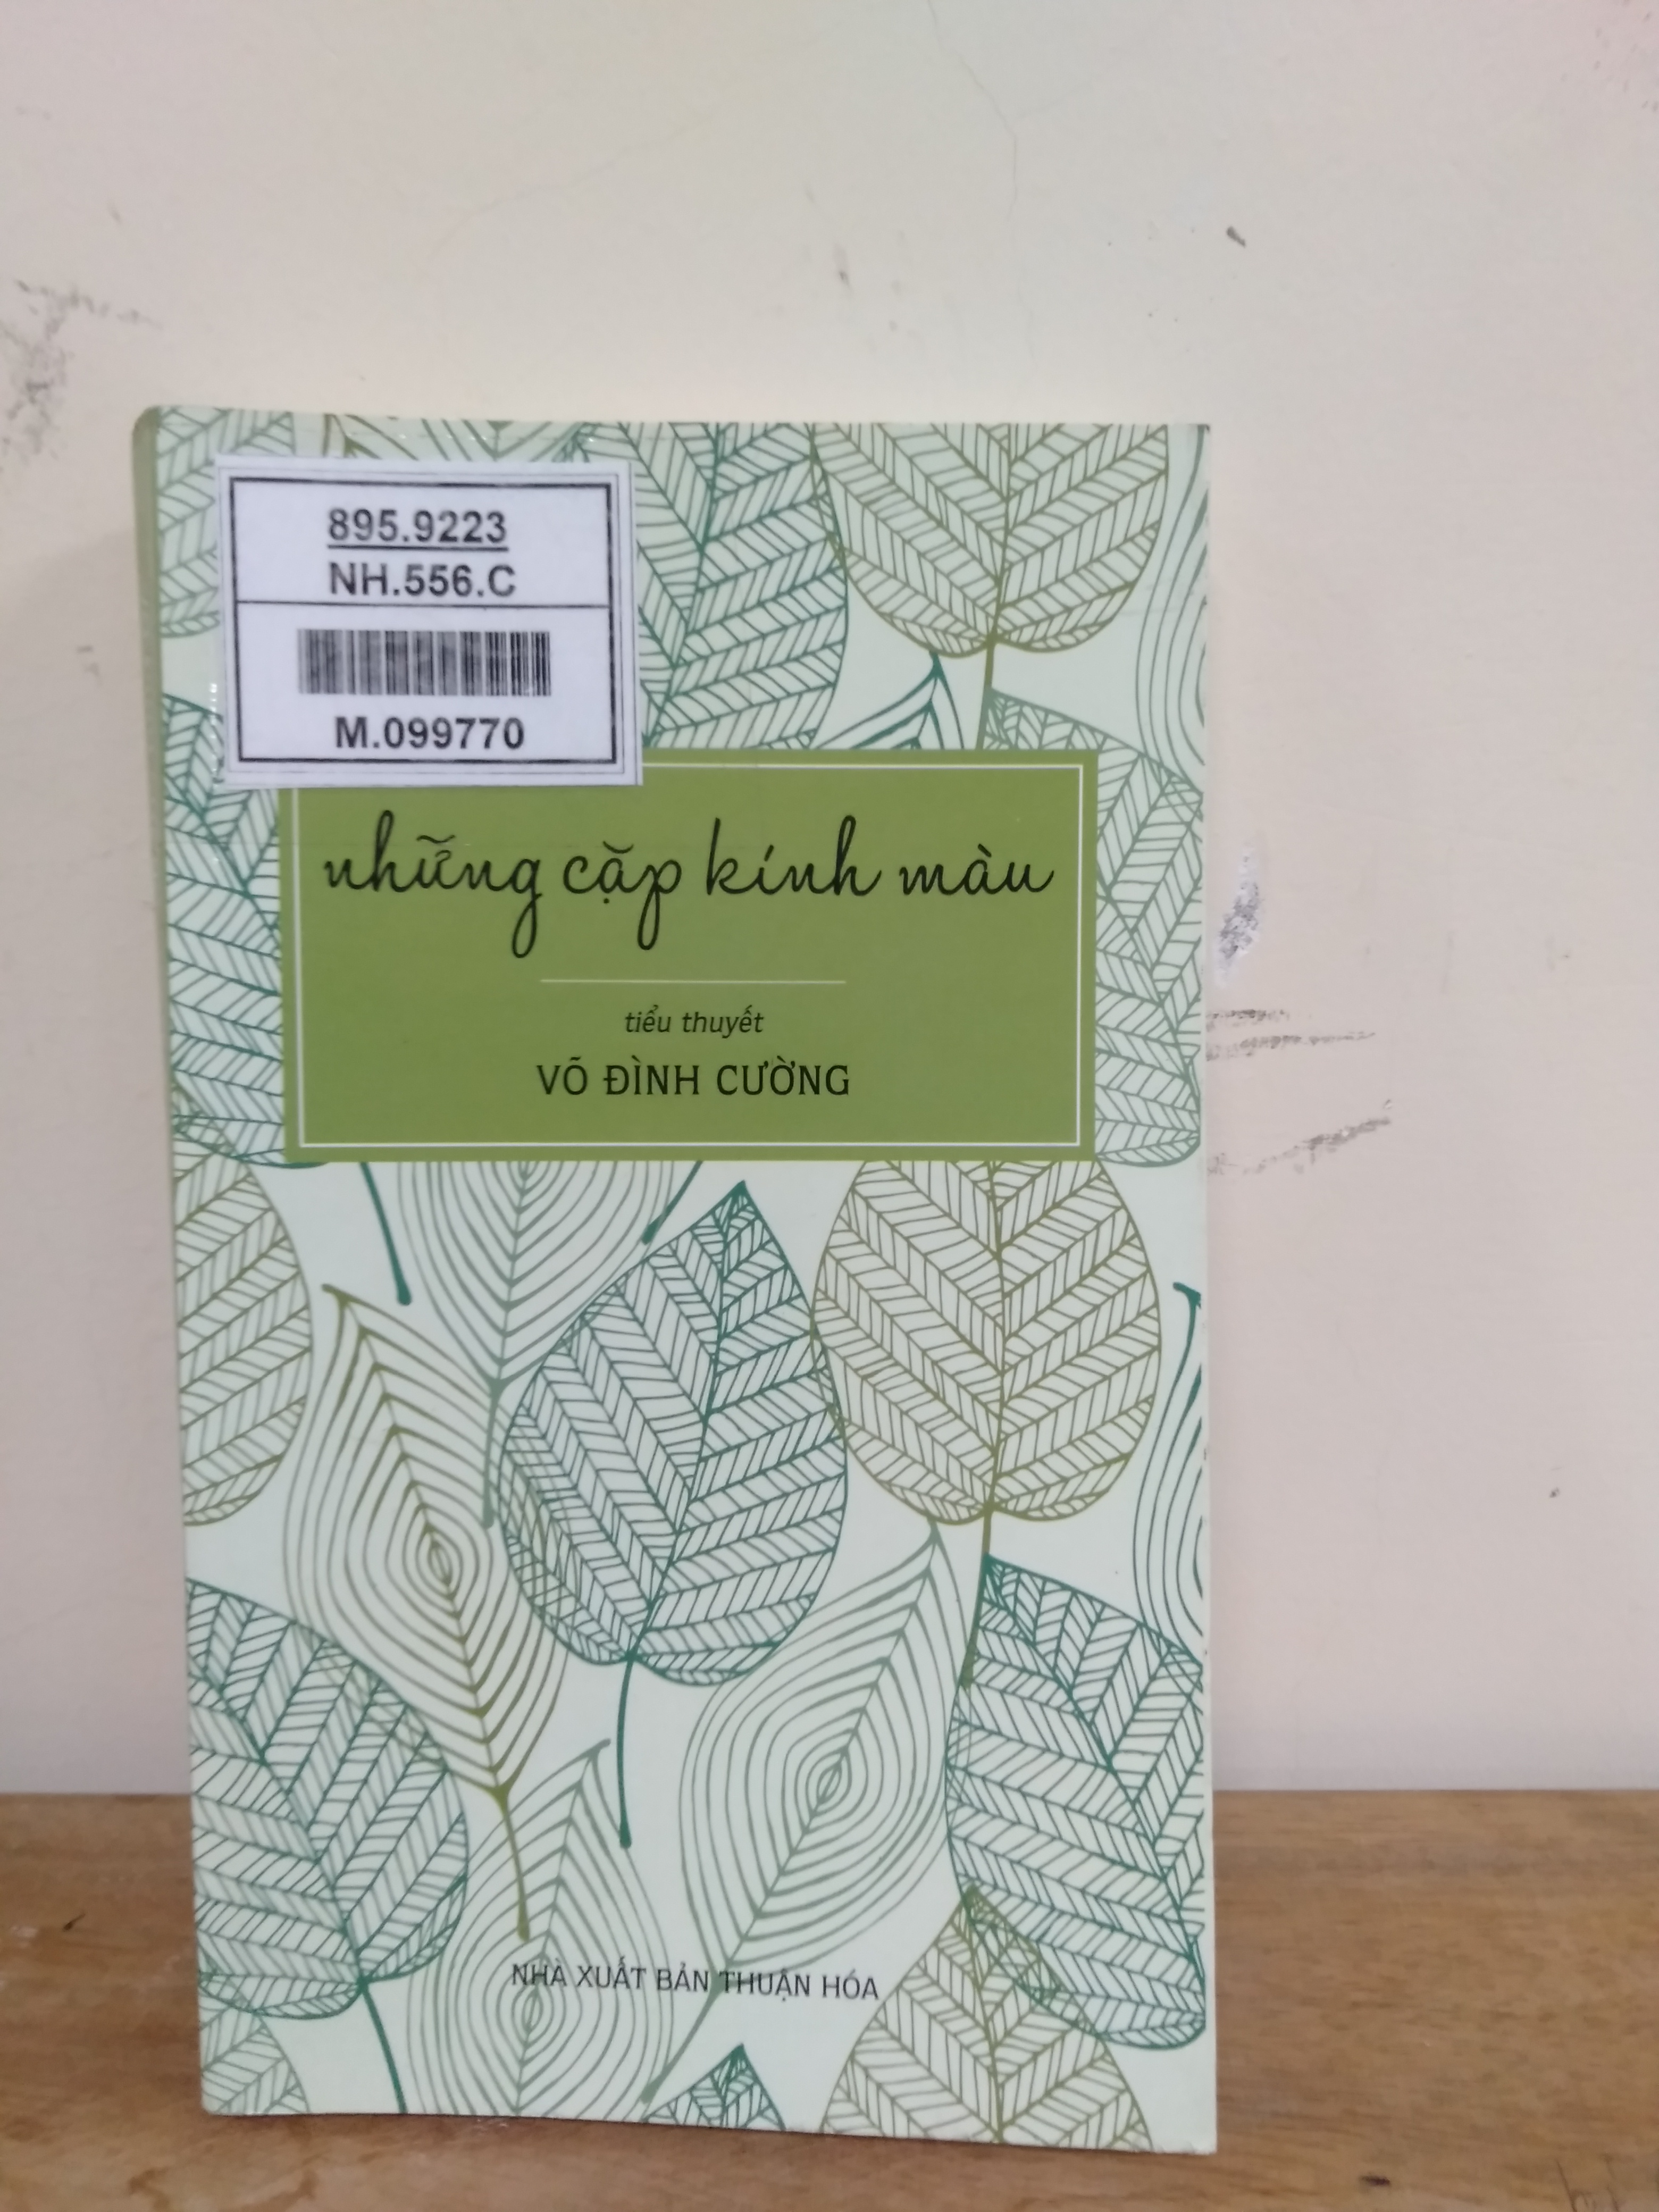 895.9223
NH.556.C
M.099770
những cặp kính màu
tiểu thuyết
VÕ ĐÌNH CƯỜNG
NHÀ XUẤT BẢN THUẬN HÓA